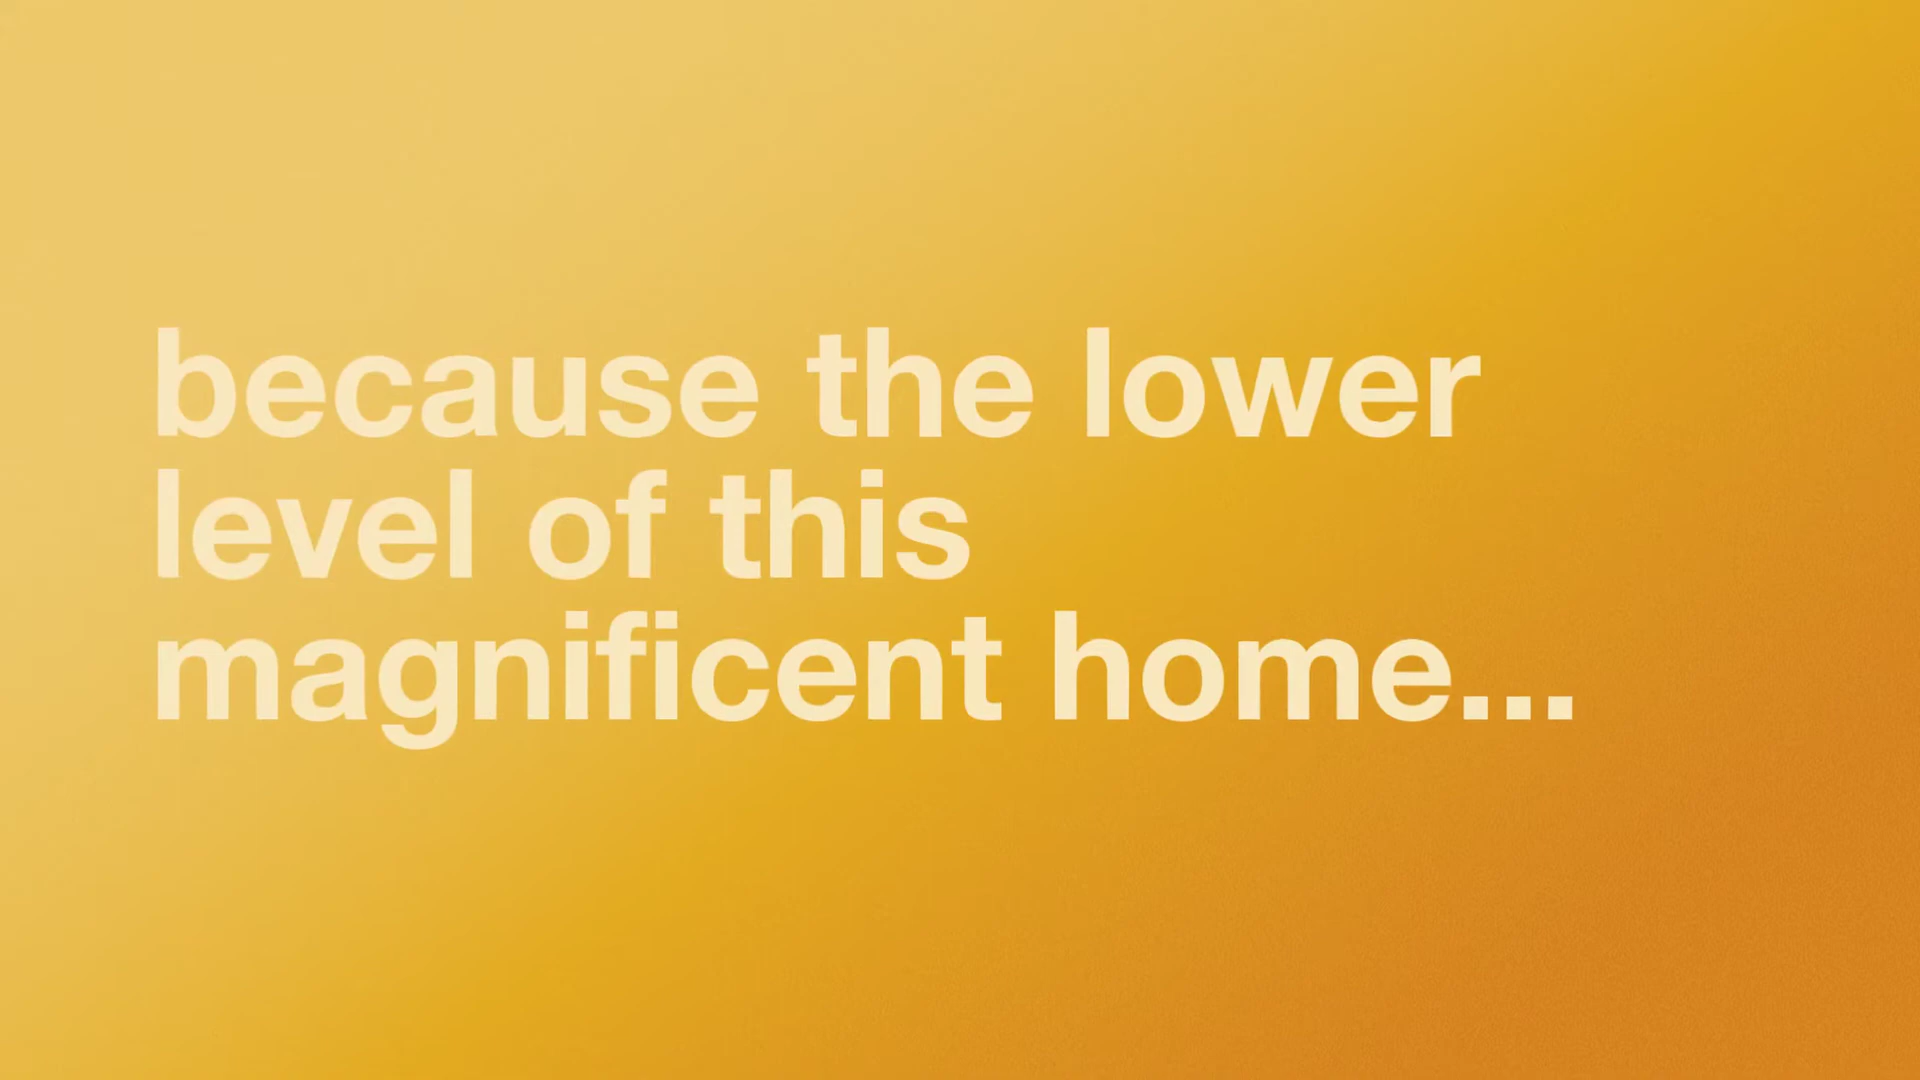 because the lower
level of this
magnificent home...